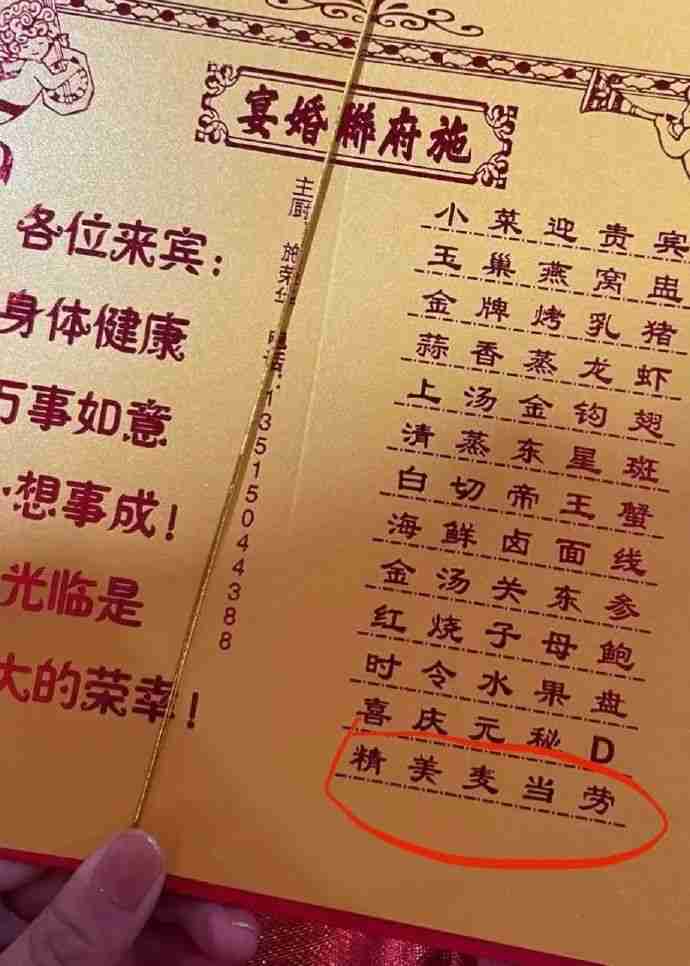 施府聯婚宴
各位来宾:
身体健康
万事如意
想事成!
光临是
大的荣幸!
主厨 施荣 电话:13515044388
小菜迎贵宾
玉巢燕窝盅
金牌烤乳猪
蒜香蒸龙虾
上汤金钩翅
清蒸东星斑
白切帝王蟹
海鲜卤面线
金汤关东参
红烧子母鲍
时令水果盘
喜庆元秘D
精美麦当劳